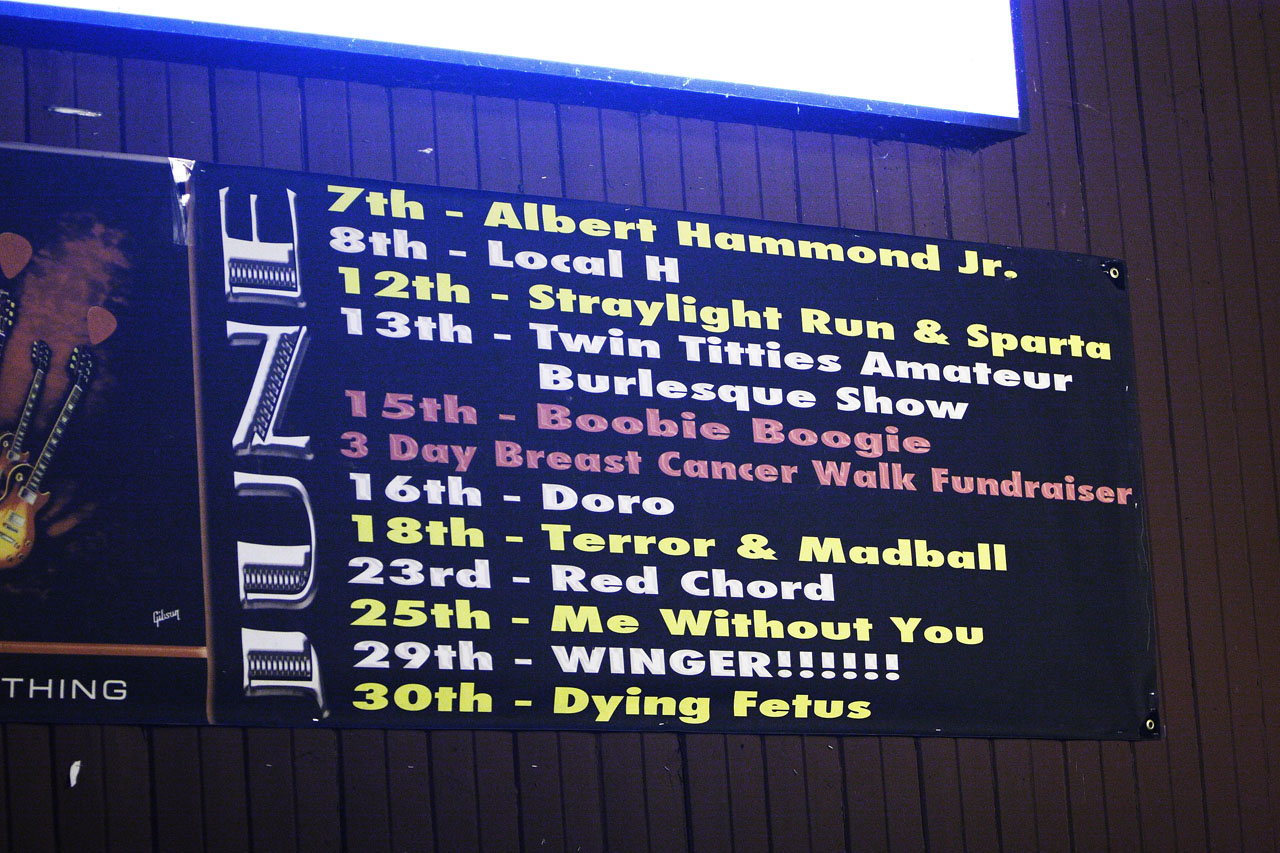 JUNE
7th - Albert Hammond Jr.
8th - Local H
12th - Straylight Run & Sparta
13th - Twin Titties Amateur
Burlesque Show
15th - Boobie Boogie
3 Day Breast Cancer Walk Fundraiser
16th - Doro
18th - Terror & Madball
23rd - Red Chord
25th - Me Without You
29th - WINGER!!!!!!
30th - Dying Fetus
Gibson
THING